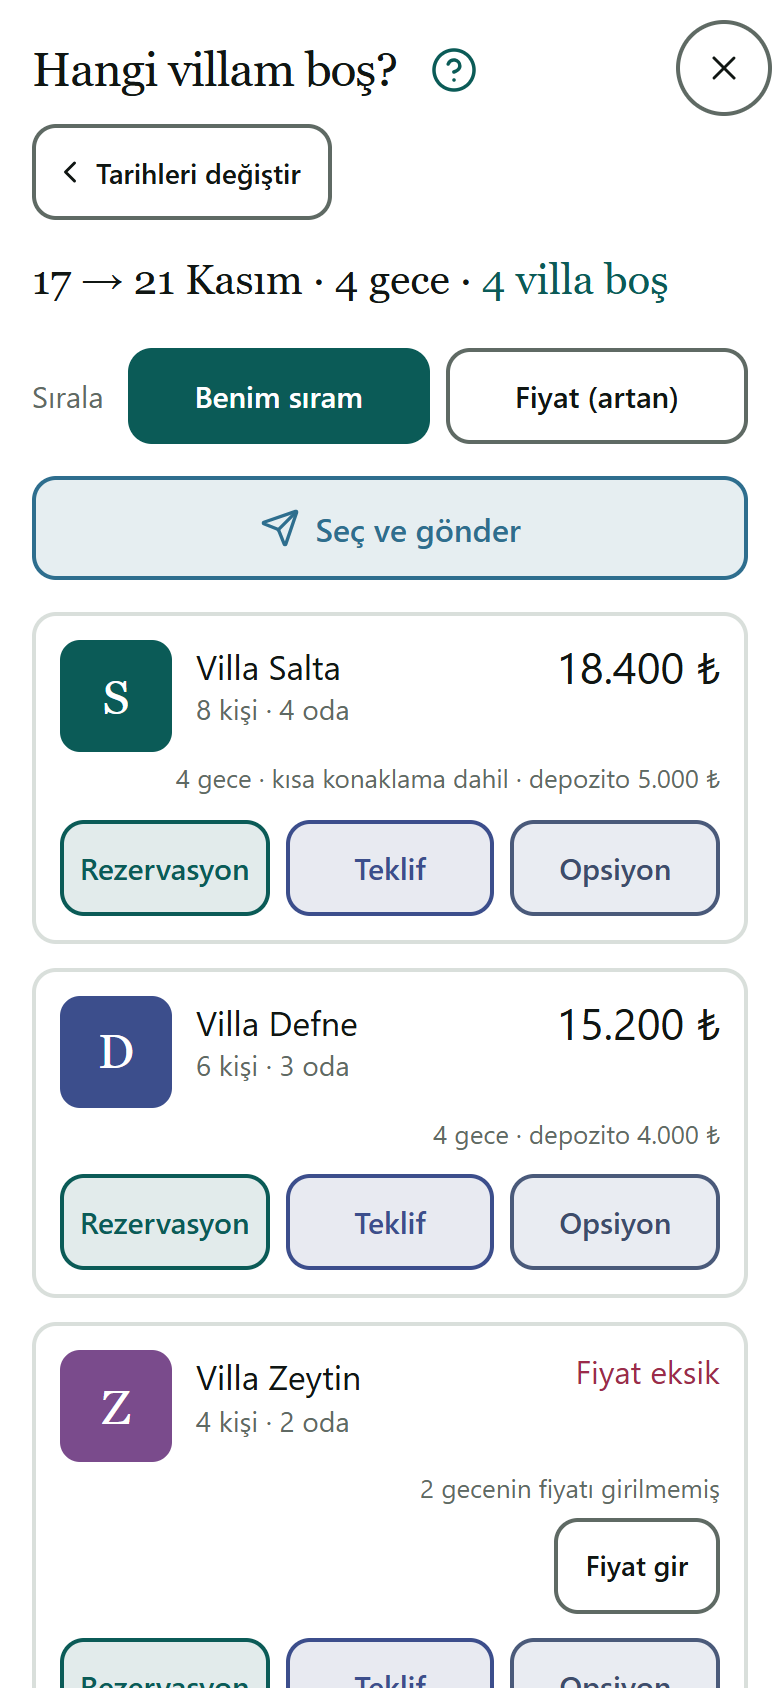 Hangi villam boş?
Tarihleri değiştir
17 → 21 Kasım · 4 gece · 4 villa boş
Sırala Benim sıram Fiyat (artan)
Seç ve gönder
S Villa Salta 18.400 ₺
8 kişi · 4 oda
4 gece · kısa konaklama dahil · depozito 5.000 ₺
Rezervasyon Teklif Opsiyon
D Villa Defne 15.200 ₺
6 kişi · 3 oda
4 gece · depozito 4.000 ₺
Rezervasyon Teklif Opsiyon
Z Villa Zeytin Fiyat eksik
4 kişi · 2 oda
2 gecenin fiyatı girilmemiş
Fiyat gir
Rezervasyon Teklif Opsiyon